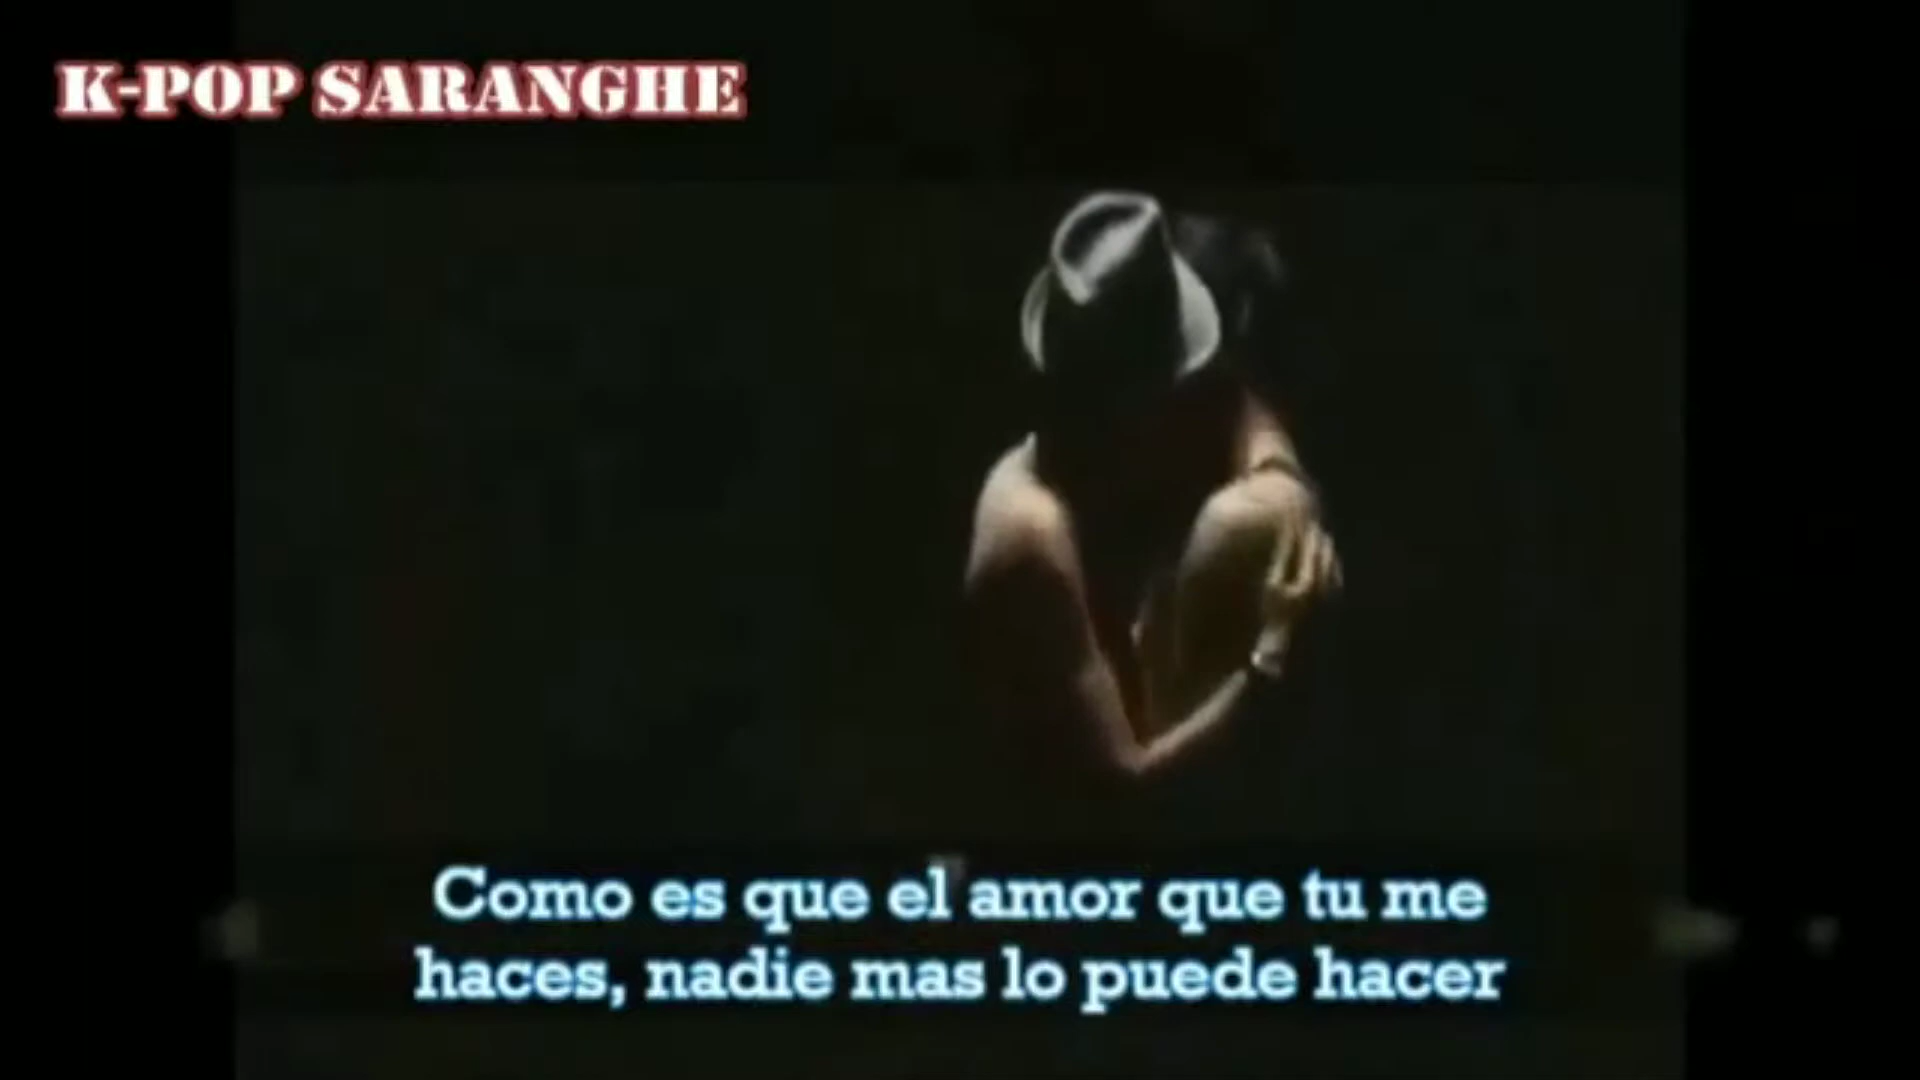 K-POP SARANGHE
Como es que el amor que tu me
haces, nadie mas lo puede hacer